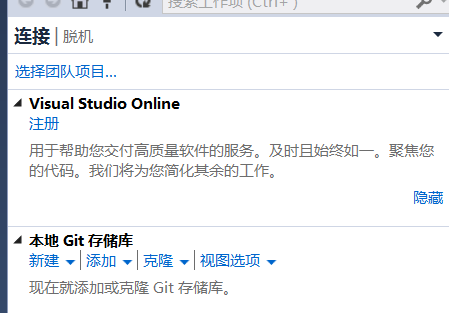 搜索工作项 (Ctrl+ )
连接 | 脱机
选择团队项目...
Visual Studio Online
注册
用于帮助您交付高质量软件的服务。及时且始终如一。聚焦您
的代码。我们将为您简化其余的工作。
隐藏
本地 Git 存储库
新建 | 添加 | 克隆 | 视图选项
现在就添加或克隆 Git 存储库。